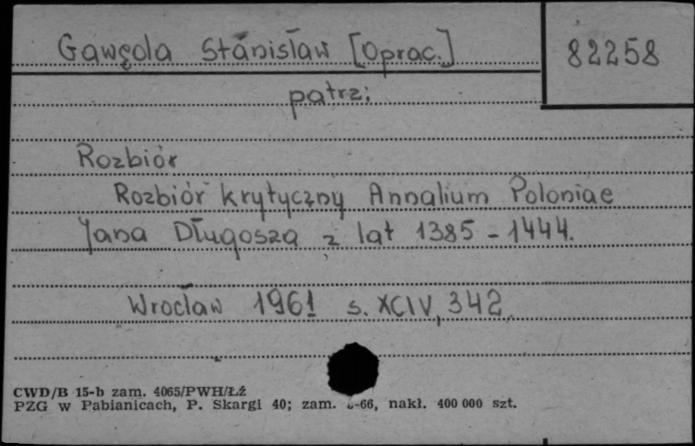 Gawęda Stanisław [Oprac.]
82258
patrz:
Rozbiór
Rozbiór krytyczny Annalium Poloniae
Jana Długosza z lat 1385-1444.
Wrocław 1961 s. XCIV, 342
CWD/B 15-b zam. 4065/PWH/Łź
PZG w Pabianicach, P. Skargi 40; zam. -66, nakł. 400 000 szt.